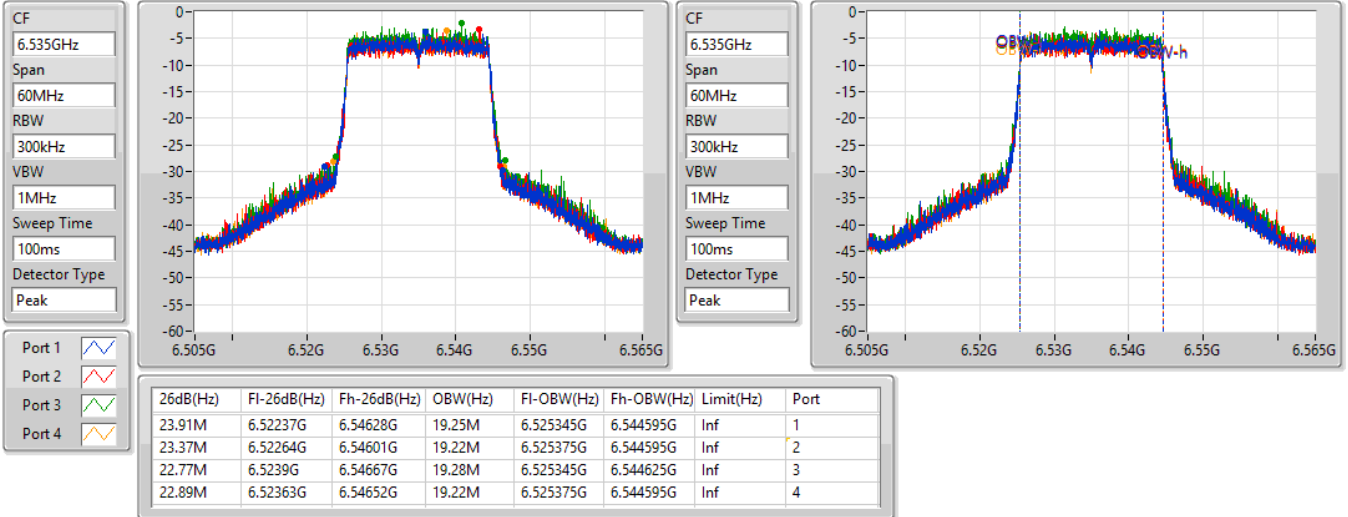 CF
6.535GHz
Span
60MHz
RBW
300kHz
VBW
1MHz
Sweep Time
100ms
Detector Type
Peak
0
-5
-10
-15
-20
-25
-30
-35
-40
-45
-50
-55
-60
6.505G 6.52G 6.53G 6.54G 6.55G 6.565G
CF
6.535GHz
Span
60MHz
RBW
300kHz
VBW
1MHz
Sweep Time
100ms
Detector Type
Peak
0
-5
-10
-15
-20
-25
-30
-35
-40
-45
-50
-55
-60
OBW-h
6.505G 6.52G 6.53G 6.54G 6.55G 6.565G
Port 1
Port 2
Port 3
Port 4
26dB(Hz) Fl-26dB(Hz) Fh-26dB(Hz) OBW(Hz) Fl-OBW(Hz) Fh-OBW(Hz) Limit(Hz) Port
23.91M 6.52237G 6.54628G 19.25M 6.525345G 6.544595G Inf 1
23.37M 6.52264G 6.54601G 19.22M 6.525375G 6.544595G Inf 2
22.77M 6.5239G 6.54667G 19.28M 6.525345G 6.544625G Inf 3
22.89M 6.52363G 6.54652G 19.22M 6.525375G 6.544595G Inf 4